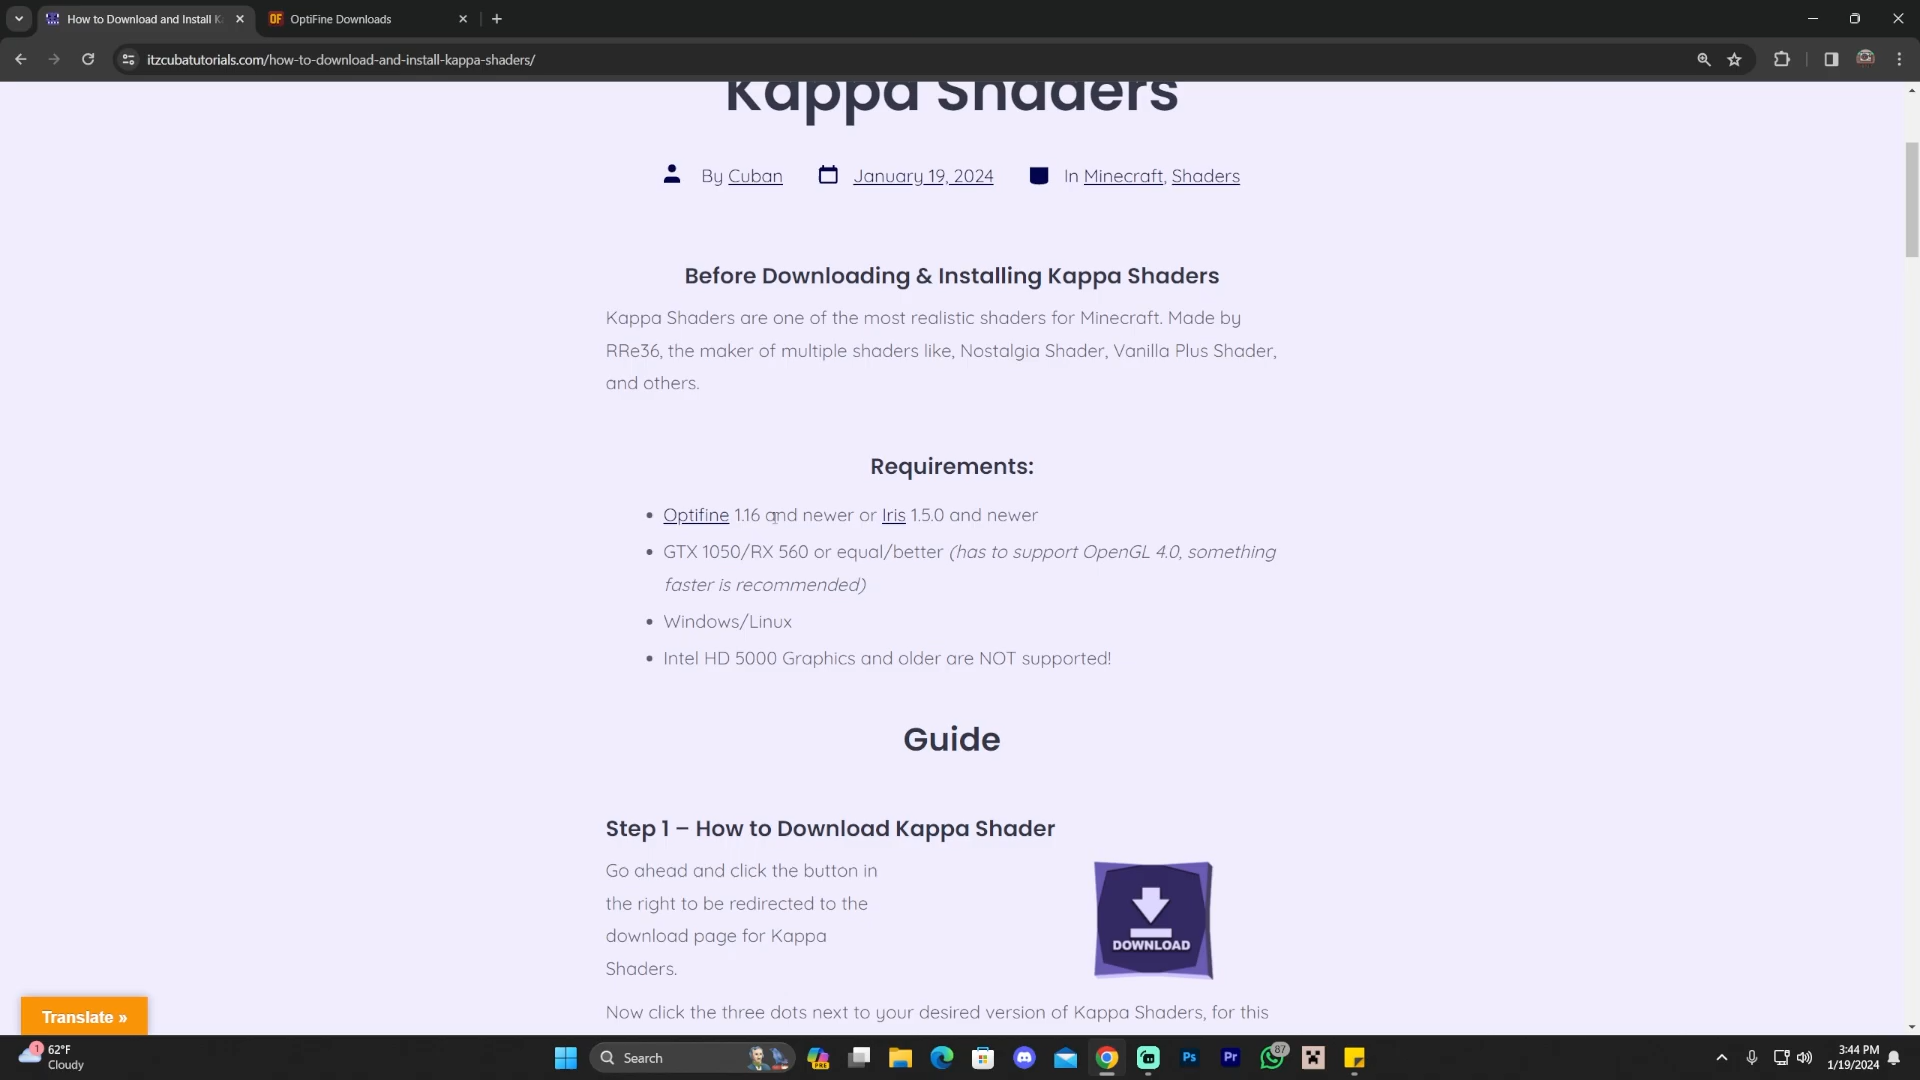 How to Download and Install K
OF OptiFine Downloads
itzcubatutorials.com/how-to-download-and-install-kappa-shaders/
Kappa Shaders
By Cuban January 19, 2024 In Minecraft, Shaders
Before Downloading & Installing Kappa Shaders
Kappa Shaders are one of the most realistic shaders for Minecraft. Made by
RRe36, the maker of multiple shaders like, Nostalgia Shader, Vanilla Plus Shader,
and others.
Requirements:
• Optifine 1.16 and newer or Iris 1.5.0 and newer
• GTX 1050/RX 560 or equal/better (has to support OpenGL 4.0, something
faster is recommended)
• Windows/Linux
• Intel HD 5000 Graphics and older are NOT supported!
Guide
Step 1 – How to Download Kappa Shader
Go ahead and click the button in
the right to be redirected to the
download page for Kappa
Shaders.
DOWNLOAD
Now click the three dots next to your desired version of Kappa Shaders, for this
Translate »
1
62°F
Cloudy
Search
PRE
Ps
Pr
87
3:44 PM
1/19/2024